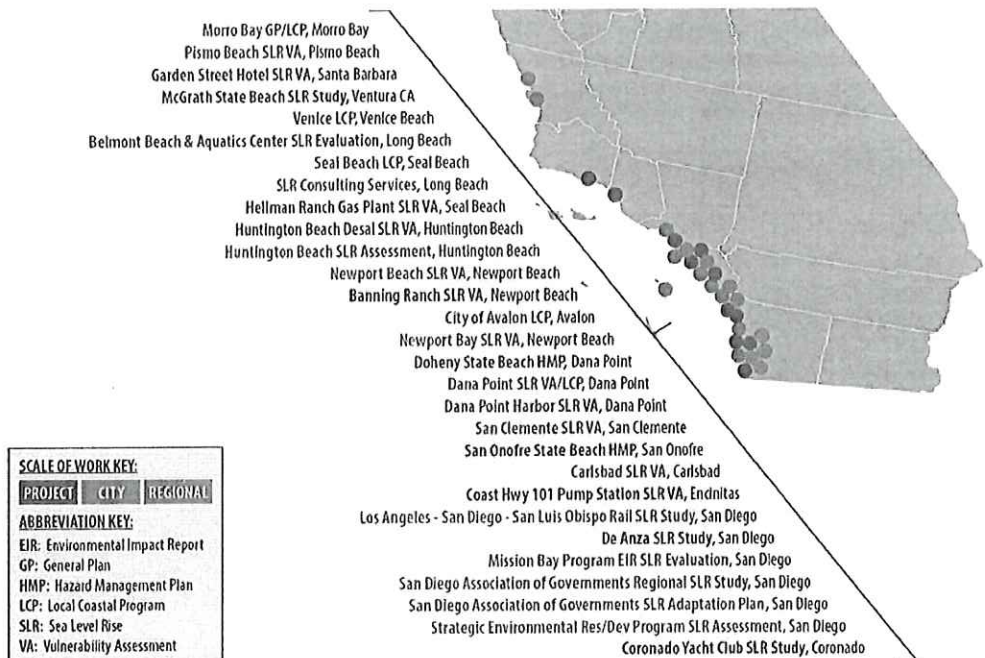 Morro Bay GP/LCP, Morro Bay
Pismo Beach SLR VA, Pismo Beach
Garden Street Hotel SLR VA, Santa Barbara
McGrath State Beach SLR Study, Ventura CA
Venice LCP, Venice Beach
Belmont Beach & Aquatics Center SLR Evaluation, Long Beach
Seal Beach LCP, Seal Beach
SLR Consulting Services, Long Beach
Hellman Ranch Gas Plant SLR VA, Seal Beach
Huntington Beach Desal SLR VA, Huntington Beach
Huntington Beach SLR Assessment, Huntington Beach
Newport Beach SLR VA, Newport Beach
Banning Ranch SLR VA, Newport Beach
City of Avalon LCP, Avalon
Newport Bay SLR VA, Newport Beach
Doheny State Beach HMP, Dana Point
Dana Point SLR VA/LCP, Dana Point
Dana Point Harbor SLR VA, Dana Point
San Clemente SLR VA, San Clemente
San Onofre State Beach HMP, San Onofre
Carlsbad SLR VA, Carlsbad
Coast Hwy 101 Pump Station SLR VA, Encinitas
Los Angeles - San Diego - San Luis Obispo Rail SLR Study, San Diego
De Anza SLR Study, San Diego
Mission Bay Program EIR SLR Evaluation, San Diego
San Diego Association of Governments Regional SLR Study, San Diego
San Diego Association of Governments SLR Adaptation Plan, San Diego
Strategic Environmental Res/Dev Program SLR Assessment, San Diego
Coronado Yacht Club SLR Study, Coronado
SCALE OF WORK KEY:
PROJECT CITY REGIONAL
ABBREVIATION KEY:
EIR: Environmental Impact Report
GP: General Plan
HMP: Hazard Management Plan
LCP: Local Coastal Program
SLR: Sea Level Rise
VA: Vulnerability Assessment